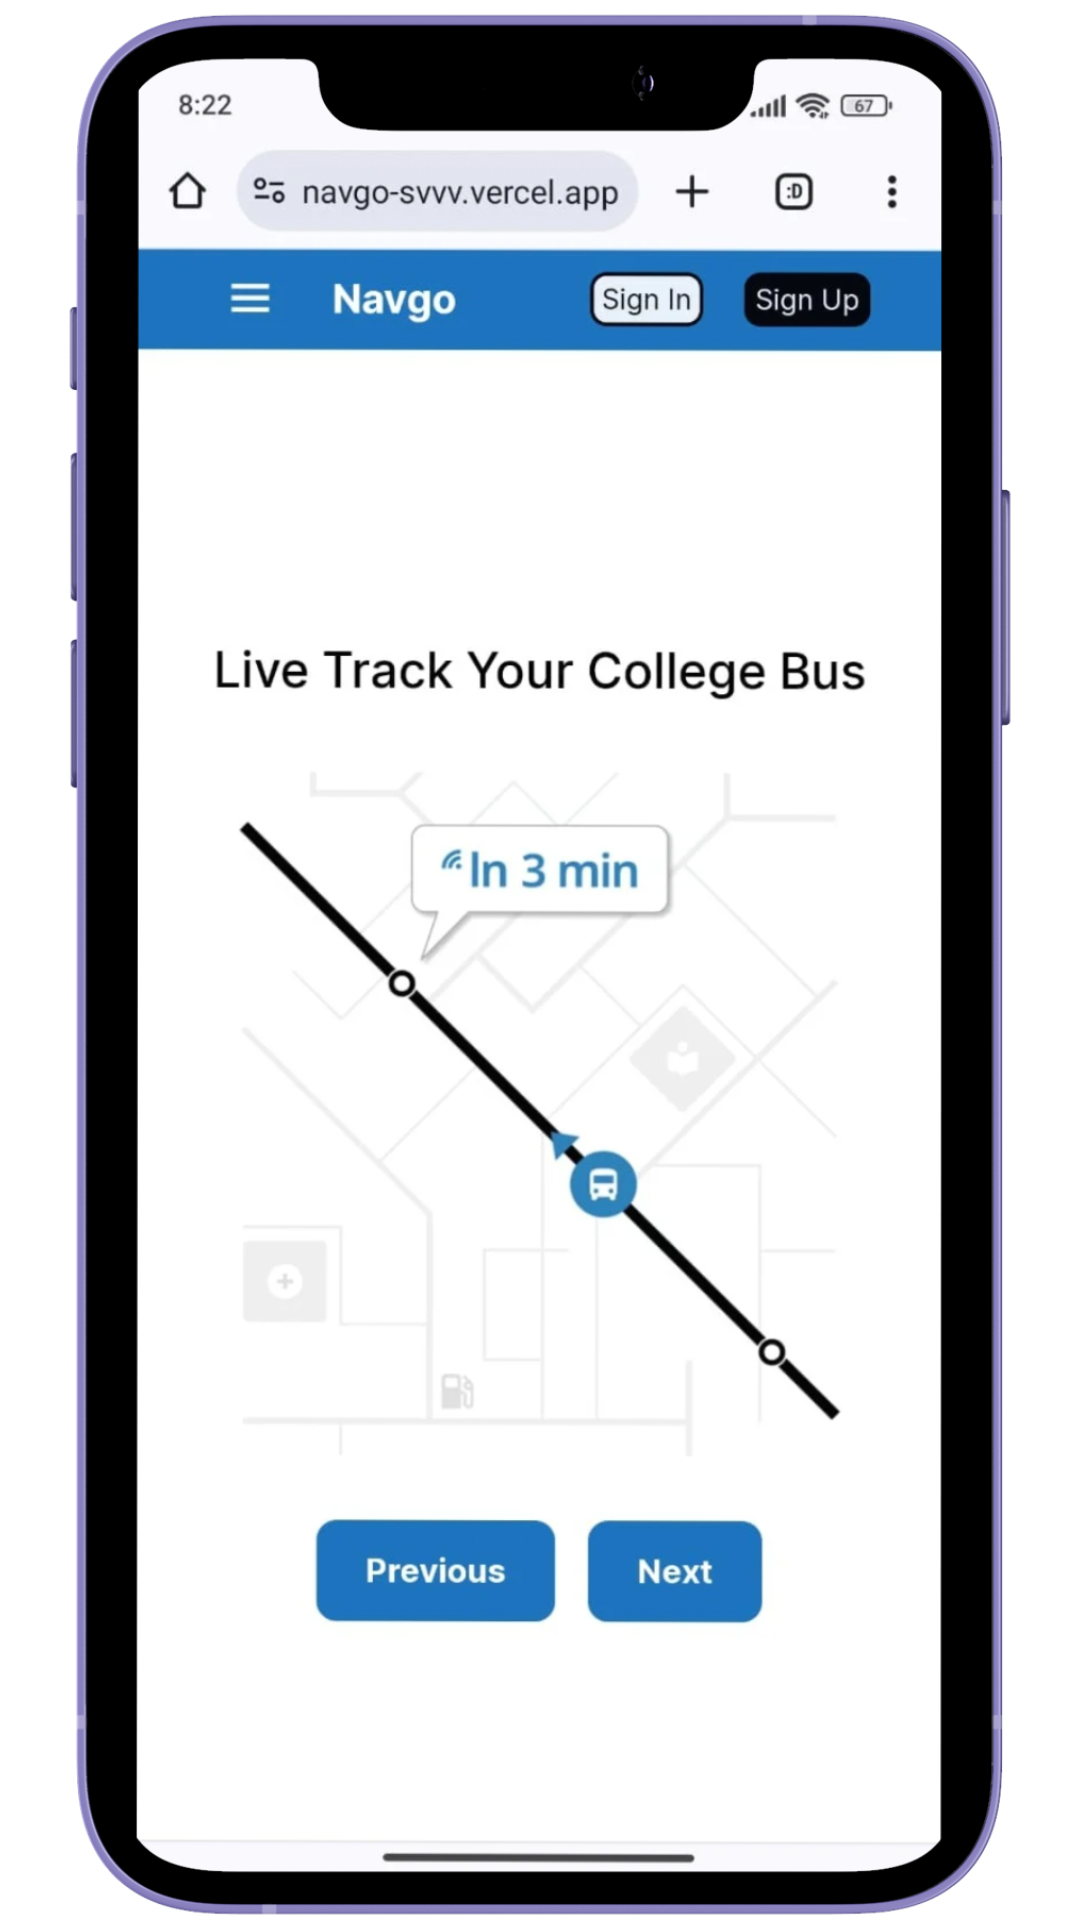 8:22
67
navgo-svvv.vercel.app
:D
Navgo
Sign In
Sign Up
Live Track Your College Bus
In 3 min
Previous
Next